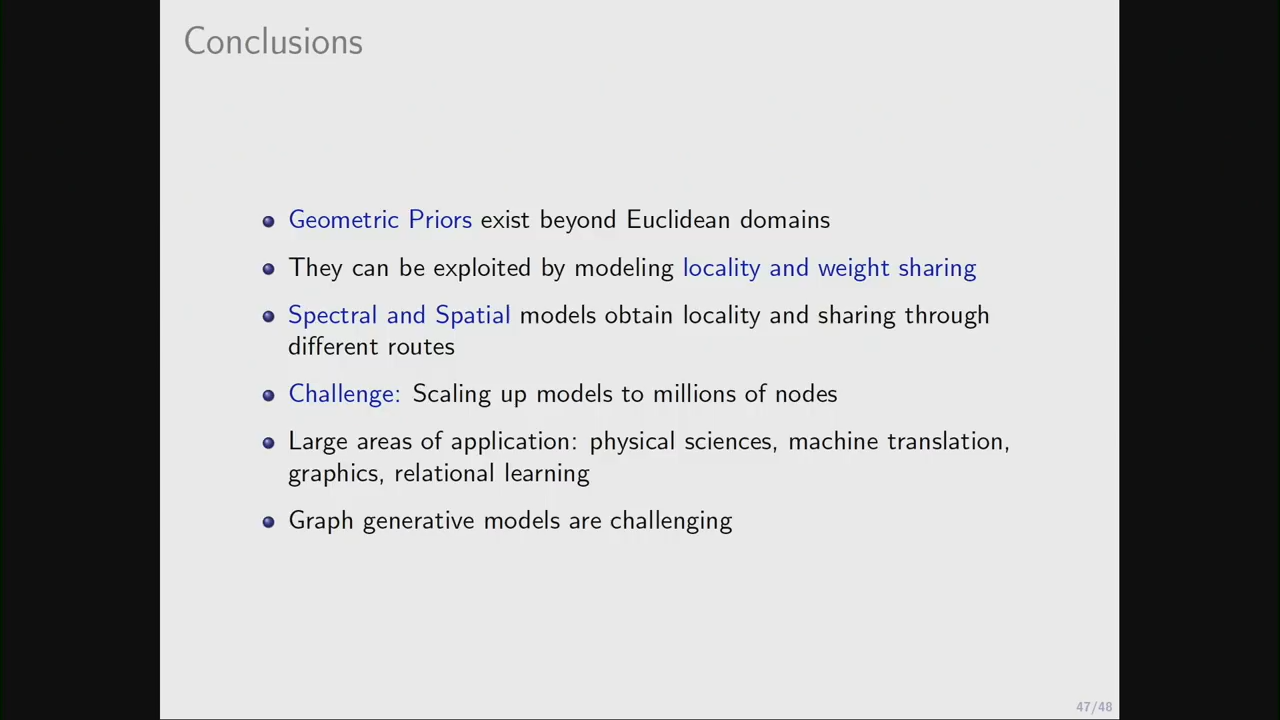 Conclusions
Geometric Priors exist beyond Euclidean domains
They can be exploited by modeling locality and weight sharing
Spectral and Spatial models obtain locality and sharing through
different routes
Challenge: Scaling up models to millions of nodes
Large areas of application: physical sciences, machine translation,
graphics, relational learning
Graph generative models are challenging
47/48